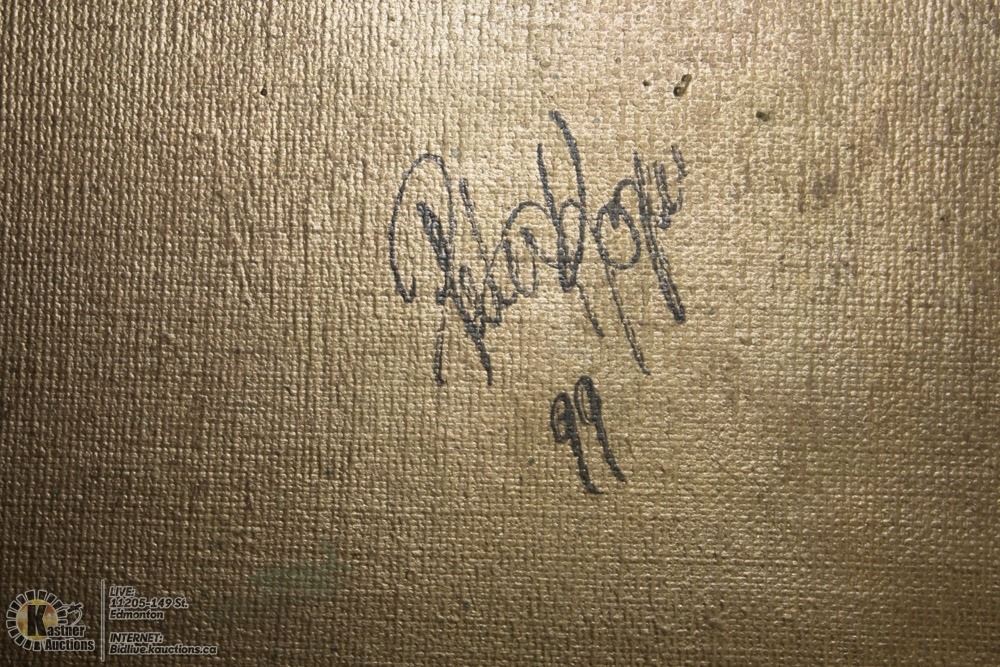 99
LIVE:
11205-149 St.
Edmonton
Kastner
Auctions
INTERNET:
Bidlive.kauctions.ca